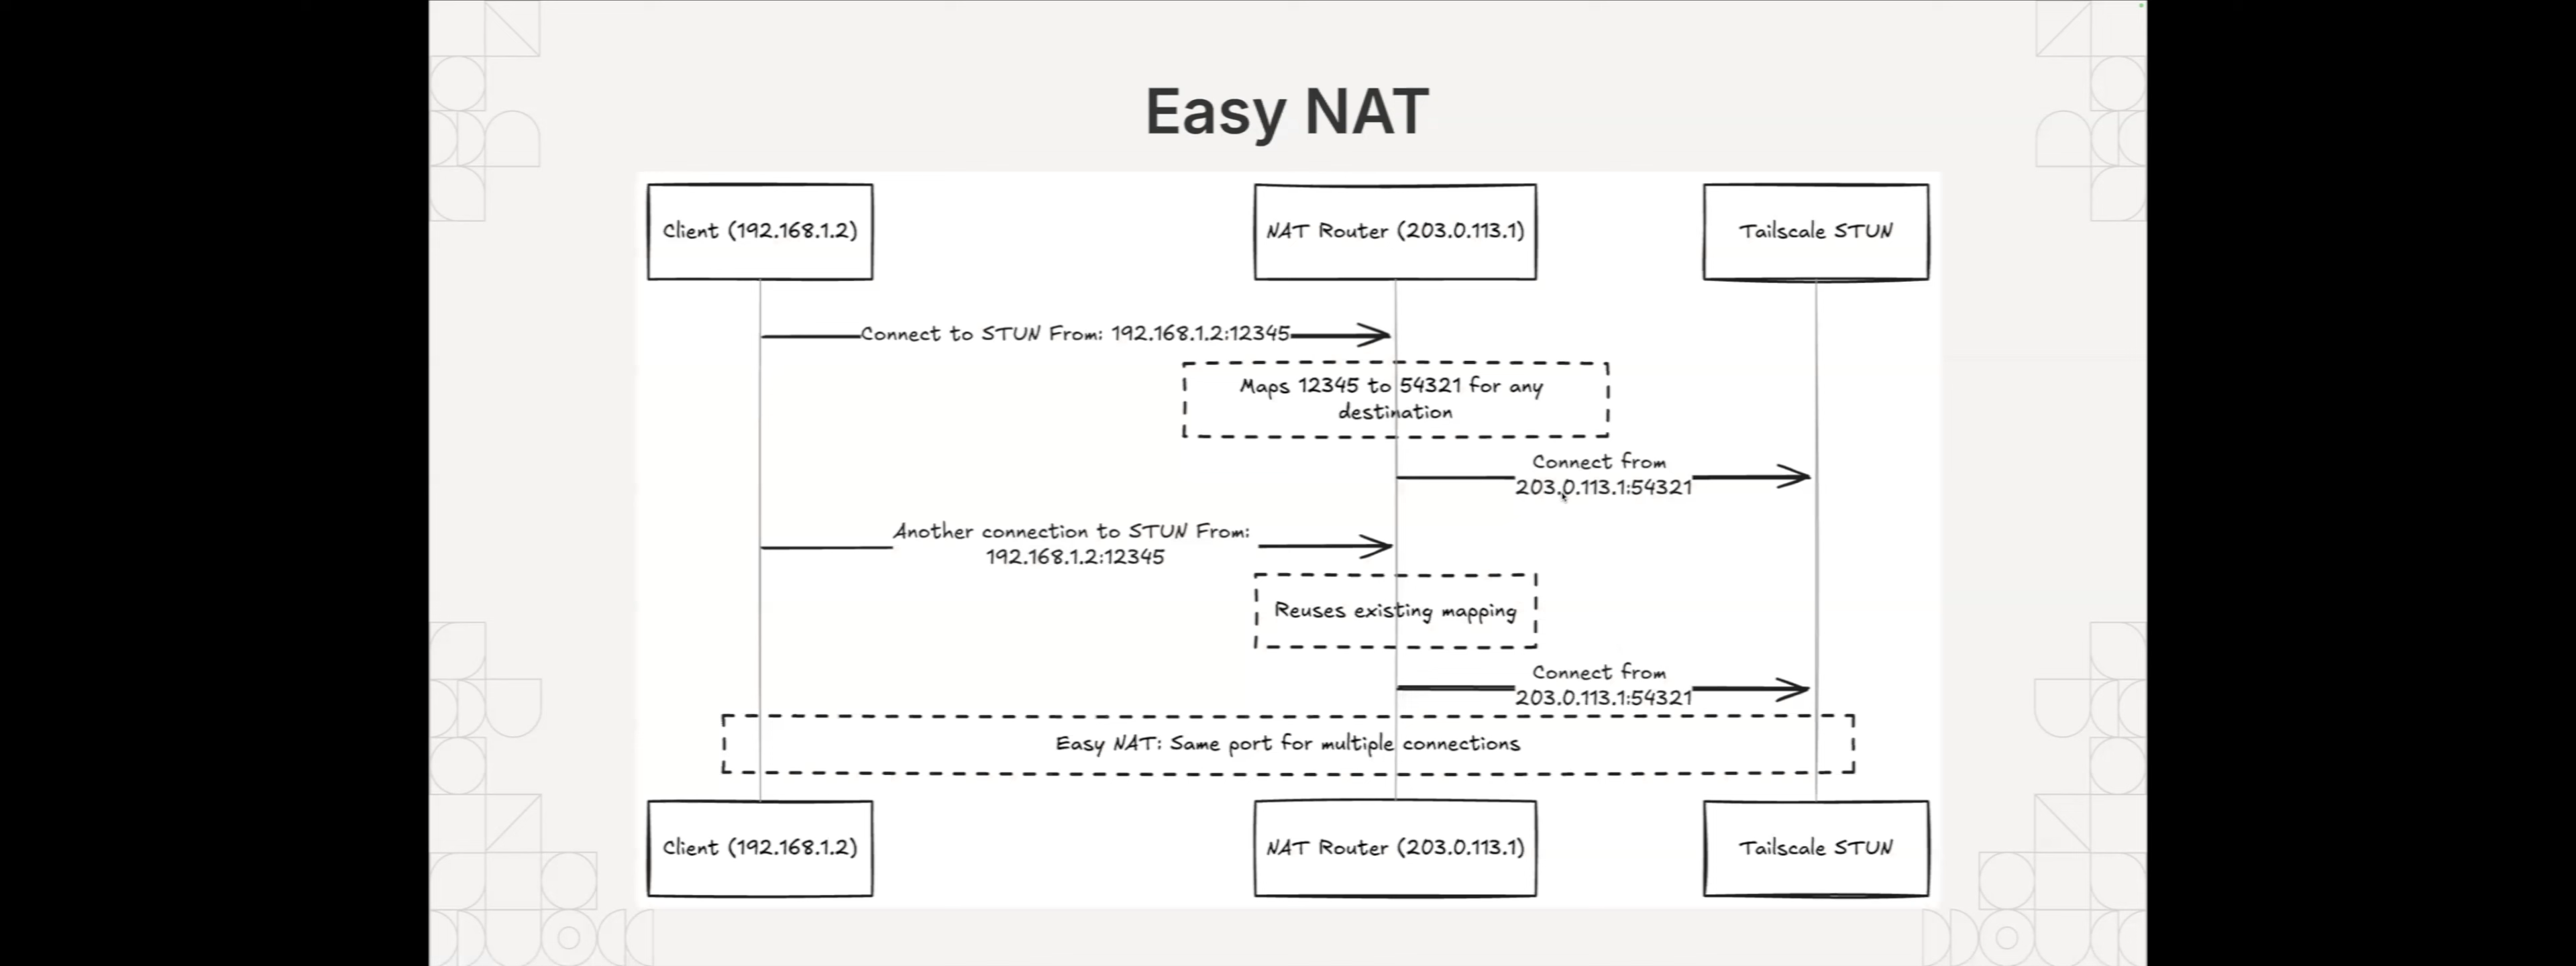 Easy NAT
Client (192.168.1.2)
NAT Router (203.0.113.1)
Tailscale STUN
Connect to STUN From: 192.168.1.2:12345
Maps 12345 to 54321 for any
destination
Connect from
203.0.113.1:54321
Another connection to STUN From:
192.168.1.2:12345
Reuses existing mapping
Connect from
203.0.113.1:54321
Easy NAT: Same port for multiple connections
Client (192.168.1.2)
NAT Router (203.0.113.1)
Tailscale STUN